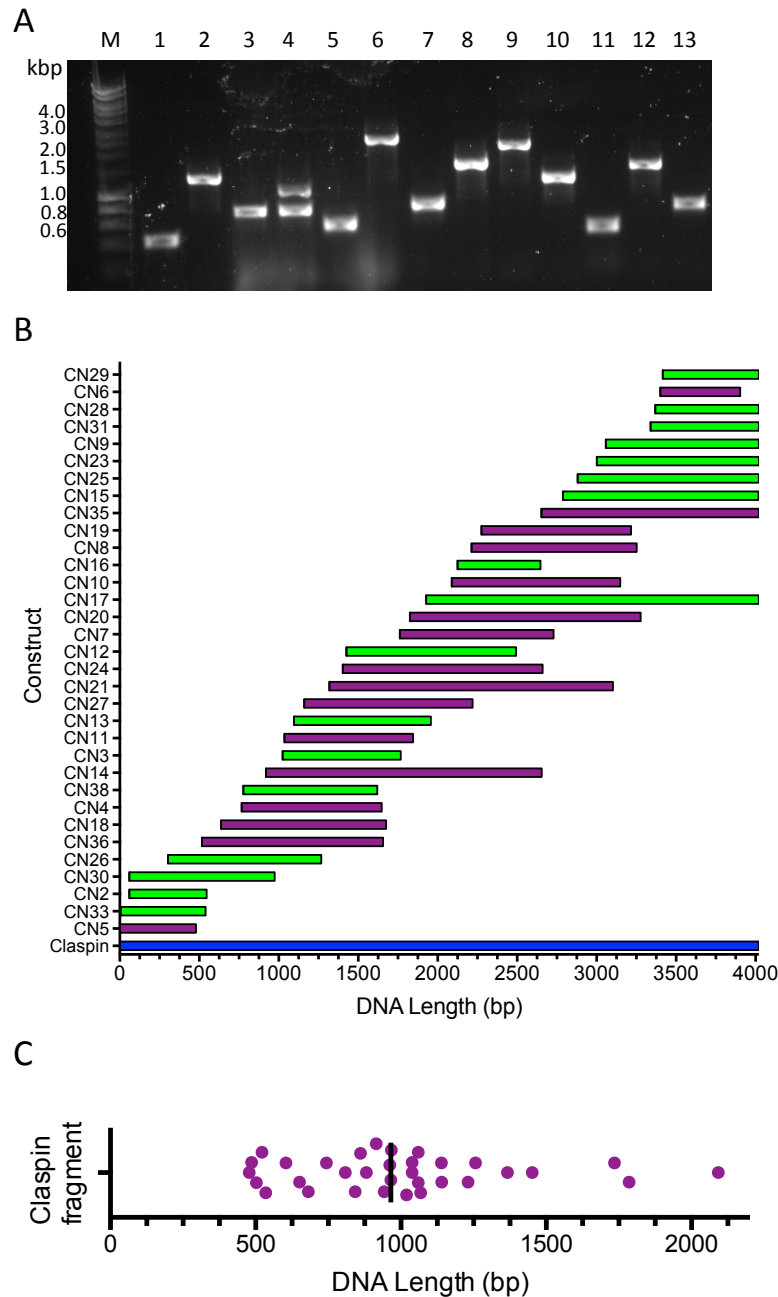 A
M 1 2 3 4 5 6 7 8 9 10 11 12 13
kbp
4.0
3.0
2.0
1.5
1.0
0.8
0.6
B
Construct
CN29
CN6
CN28
CN31
CN9
CN23
CN25
CN15
CN35
CN19
CN8
CN16
CN10
CN17
CN20
CN7
CN12
CN24
CN21
CN27
CN13
CN11
CN3
CN14
CN38
CN4
CN18
CN36
CN26
CN30
CN2
CN33
CN5
Claspin
0 500 1000 1500 2000 2500 3000 3500 4000
DNA Length (bp)
C
Claspin
fragment
0 500 1000 1500 2000
DNA Length (bp)